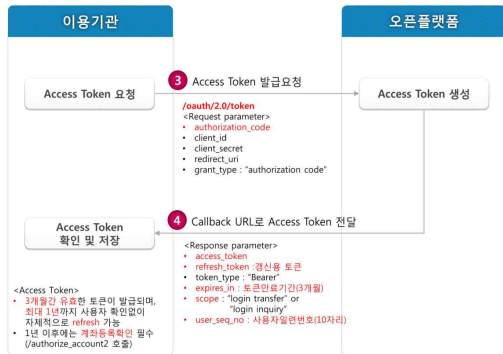 이용기관
오픈플랫폼
Access Token 요청
3 Access Token 발급요청
Access Token 생성
/oauth/2.0/token
<Request parameter>
• authorization_code
• client_id
• client_secret
• redirect_uri
• grant_type : "authorization code"
4 Callback URL로 Access Token 전달
Access Token
확인 및 저장
<Response parameter>
• access_token
• refresh_token :갱신용 토큰
• token_type : "Bearer"
• expires_in : 토큰만료기간(3개월)
• scope : "login transfer" or
"login inquiry"
• user_seq_no : 사용자일련번호(10자리)
<Access Token>
• 3개월간 유효한 토큰이 발급되며,
최대 1년까지 사용자 확인없이
자체적으로 refresh 가능
• 1년 이후에는 계좌등록확인 필수
(/authorize_account2 호출)